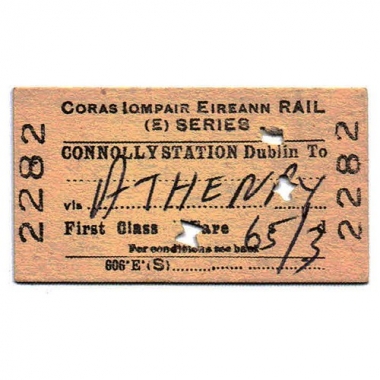 CORAS IOMPAIR EIREANN RAIL
(E) SERIES
2282
CONNOLLY STATION Dublin To
ATHENRY
via
First Class Fare 65/3
For conditions see back
606 "E" (S)
2282